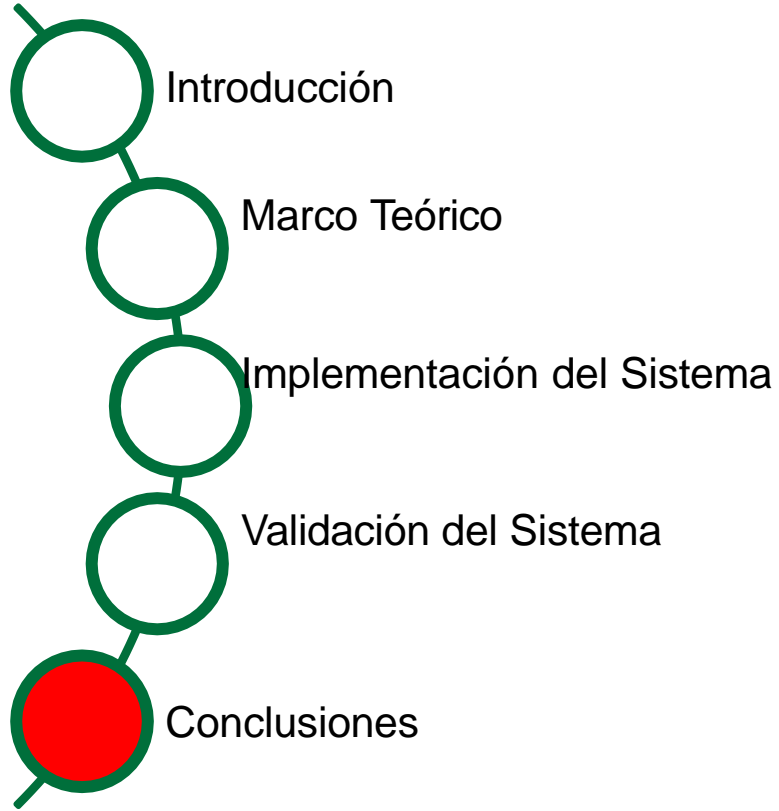 Introducción
Marco Teórico
Implementación del Sistema
Validación del Sistema
Conclusiones